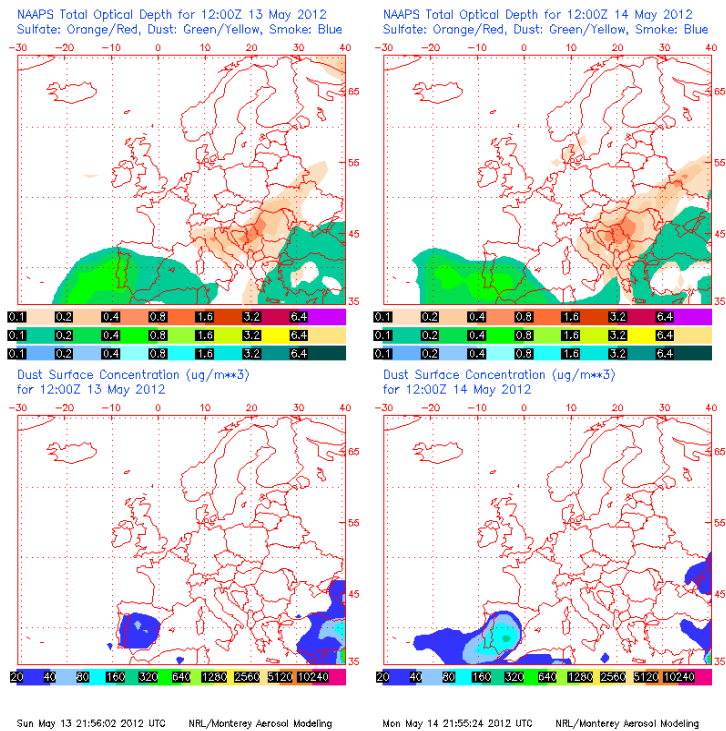 NAAPS Total Optical Depth for 12:00Z 13 May 2012
Sulfate: Orange/Red, Dust: Green/Yellow, Smoke: Blue
-30 -20 -10 0 10 20 30 40
65
55
45
35
0.1 0.2 0.4 0.8 1.6 3.2 6.4
0.1 0.2 0.4 0.8 1.6 3.2 6.4
0.1 0.2 0.4 0.8 1.6 3.2 6.4
NAAPS Total Optical Depth for 12:00Z 14 May 2012
Sulfate: Orange/Red, Dust: Green/Yellow, Smoke: Blue
-30 -20 -10 0 10 20 30 40
65
55
45
35
0.1 0.2 0.4 0.8 1.6 3.2 6.4
0.1 0.2 0.4 0.8 1.6 3.2 6.4
0.1 0.2 0.4 0.8 1.6 3.2 6.4
Dust Surface Concentration (ug/m**3)
for 12:00Z 13 May 2012
-30 -20 -10 0 10 20 30 40
65
55
45
35
20 40 80 160 320 640 1280 2560 5120 10240
Sun May 13 21:56:02 2012 UTC NRL/Monterey Aerosol Modeling
Dust Surface Concentration (ug/m**3)
for 12:00Z 14 May 2012
-30 -20 -10 0 10 20 30 40
65
55
45
35
20 40 80 160 320 640 1280 2560 5120 10240
Mon May 14 21:55:24 2012 UTC NRL/Monterey Aerosol Modeling